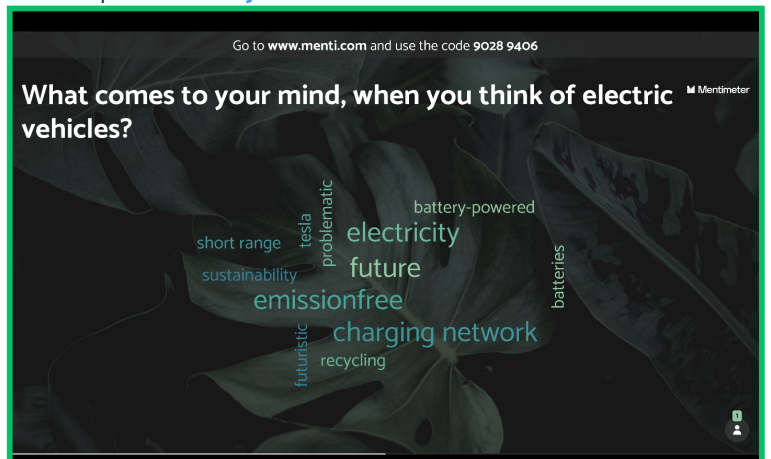 Go to www.menti.com and use the code 9028 9406
What comes to your mind, when you think of electric
vehicles?
Mentimeter
battery-powered
tesla
problematic
electricity
short range
future
sustainability
batteries
emissionfree
charging network
futuristic
recycling
1